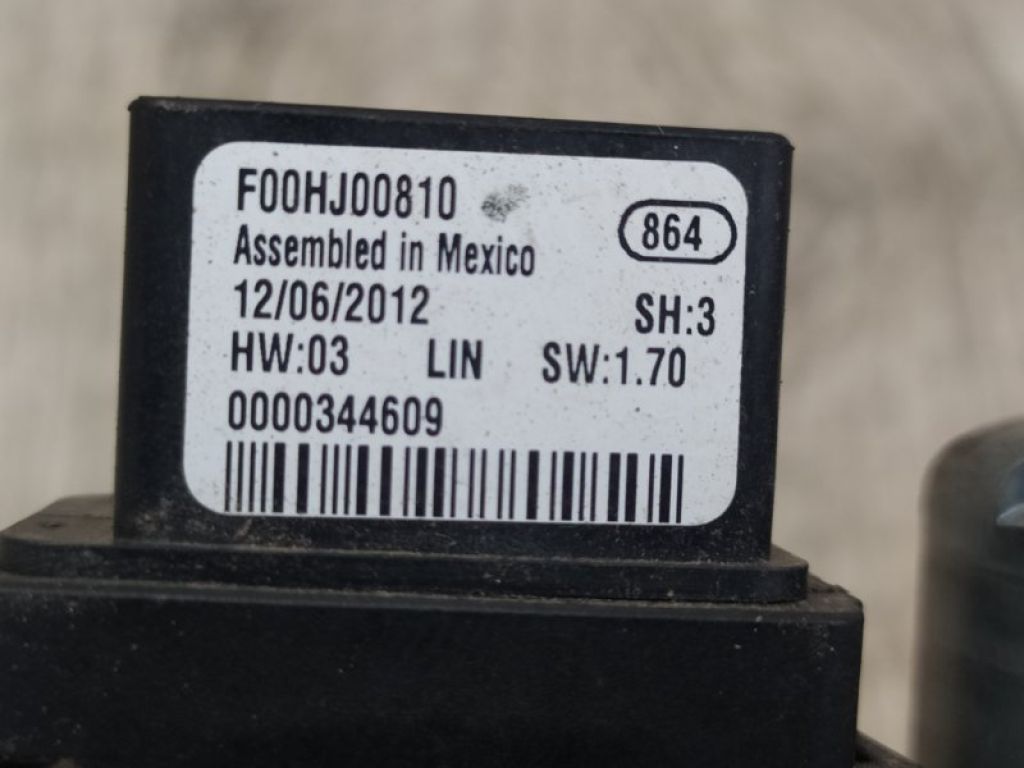 F00HJ00810
864
Assembled in Mexico
12/06/2012
SH:3
HW:03 LIN SW:1.70
0000344609